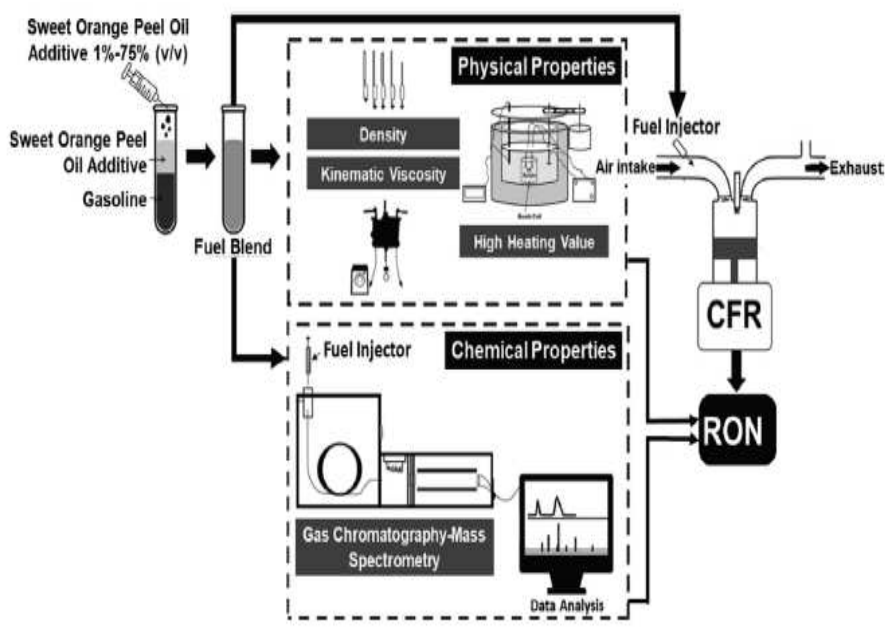 Sweet Orange Peel Oil
Additive 1%-75% (v/v)
Sweet Orange Peel
Oil Additive
Gasoline
Fuel Blend
Physical Properties
Density
Kinematic Viscosity
High Heating Value
Fuel Injector
Air intake
Exhaust
CFR
RON
Chemical Properties
Fuel Injector
Gas Chromatography-Mass
Spectrometry
Data Analysis